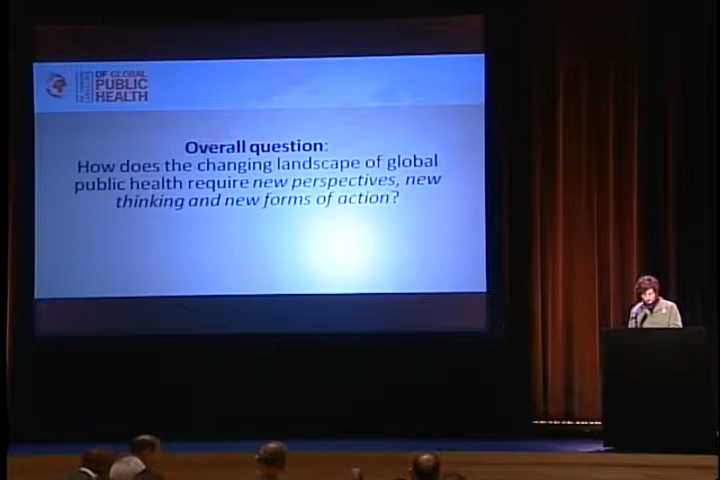 OF GLOBAL
PUBLIC
HEALTH
Overall question:
How does the changing landscape of global
public health require new perspectives, new
thinking and new forms of action?